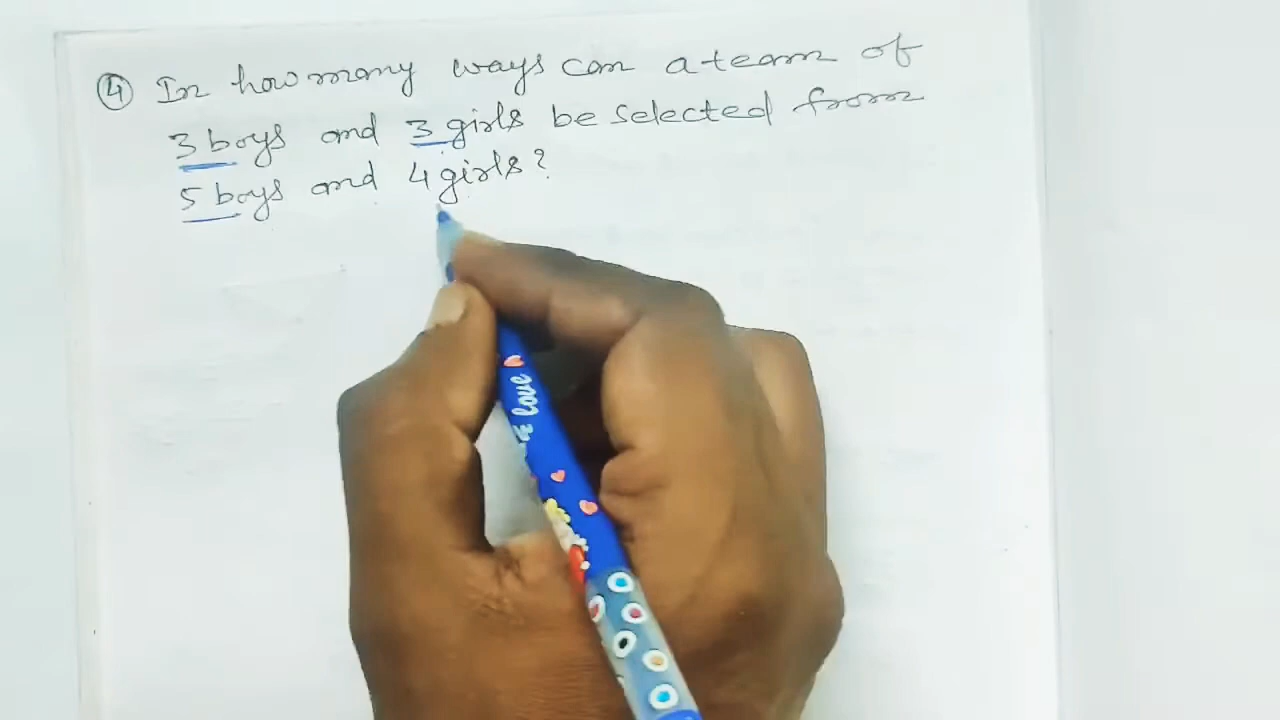 4 In how many ways can a team of
3 boys and 3 girls be selected from
5 boys and 4 girls?
I love